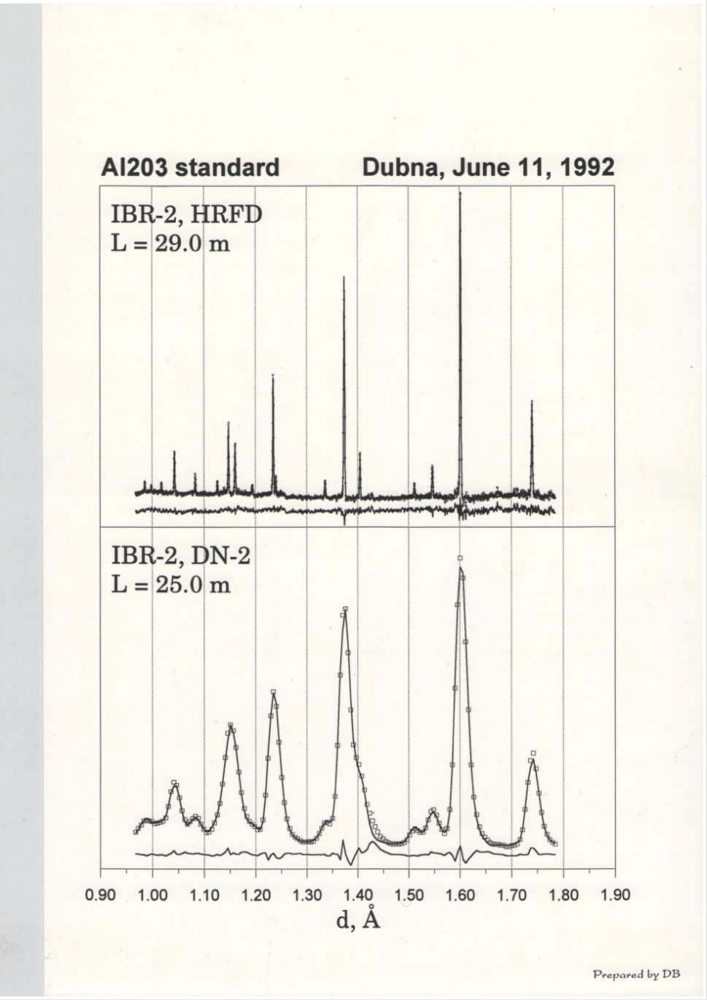 Al203 standard
Dubna, June 11, 1992
IBR-2, HRFD
L = 29.0 m
IBR-2, DN-2
L = 25.0 m
0.90 1.00 1.10 1.20 1.30 1.40 1.50 1.60 1.70 1.80 1.90
d, Å
Prepared by DB